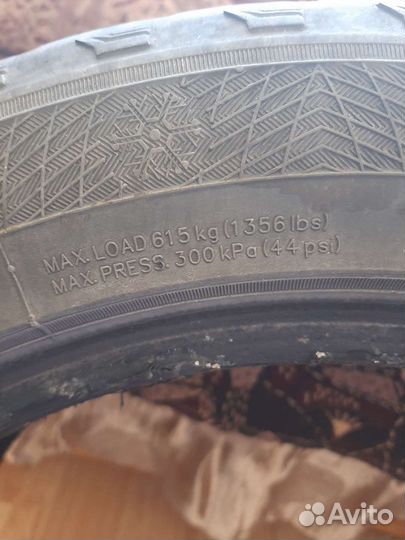 MAX. LOAD 615 kg (1356 lbs)
MAX. PRESS. 300 kPa (44 psi)
Avito